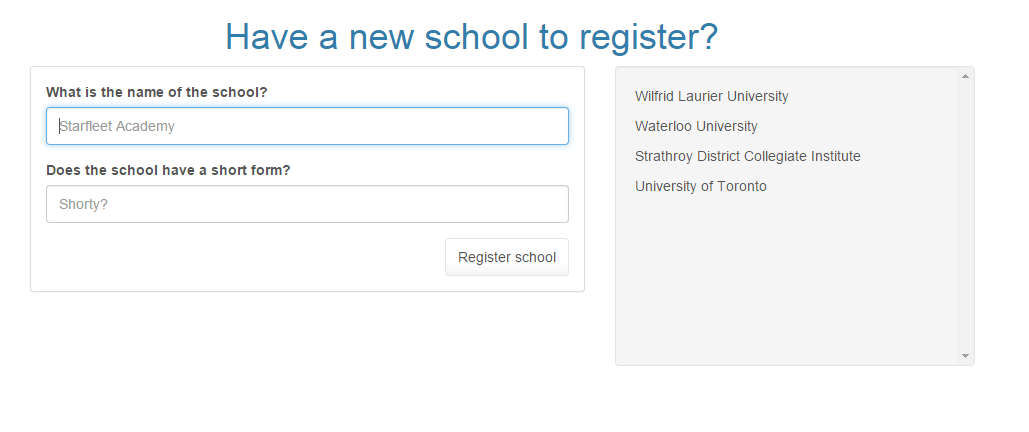 Have a new school to register?
What is the name of the school?
Starfleet Academy
Does the school have a short form?
Shorty?
Register school
Wilfrid Laurier University
Waterloo University
Strathroy District Collegiate Institute
University of Toronto